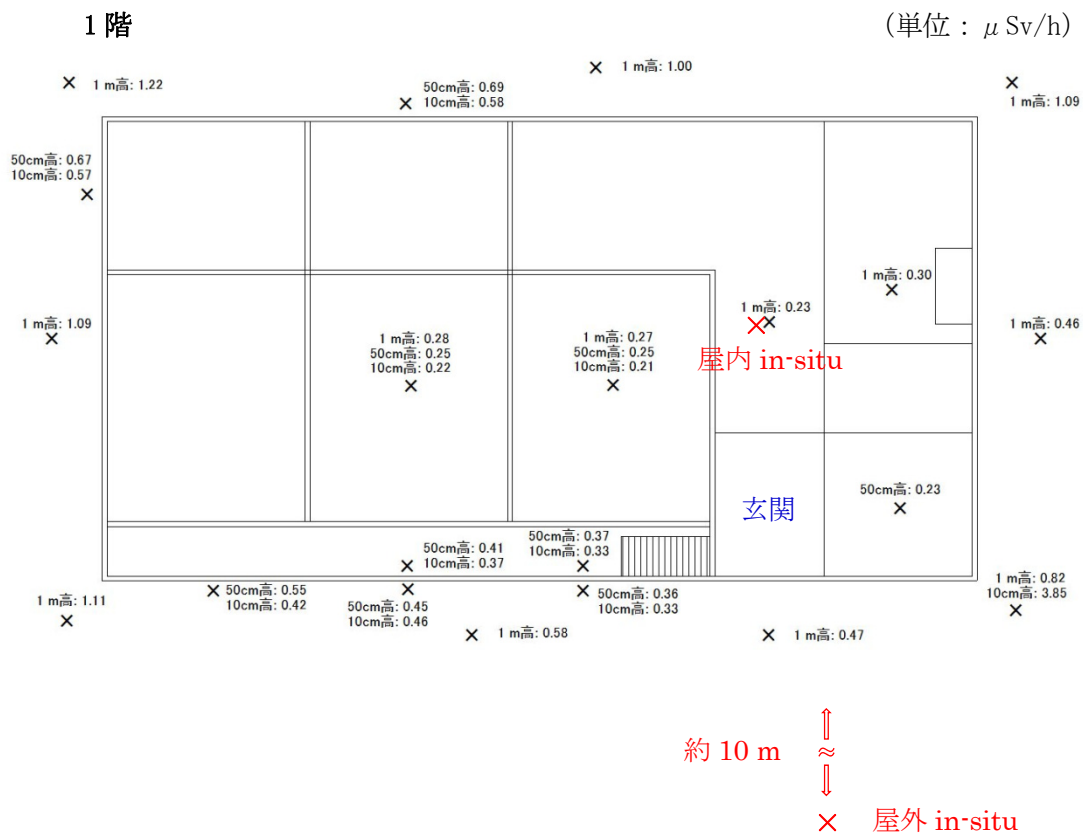 1階
(単位：μSv/h)
1 m高: 1.22
50cm高: 0.69
10cm高: 0.58
1 m高: 1.00
1 m高: 1.09
50cm高: 0.67
10cm高: 0.57
1 m高: 0.30
1 m高: 0.23
屋内 in-situ
1 m高: 1.09
1 m高: 0.28
50cm高: 0.25
10cm高: 0.22
1 m高: 0.27
50cm高: 0.25
10cm高: 0.21
1 m高: 0.46
玄関
50cm高: 0.23
50cm高: 0.41
10cm高: 0.37
50cm高: 0.37
10cm高: 0.33
1 m高: 1.11
50cm高: 0.55
10cm高: 0.42
50cm高: 0.45
10cm高: 0.46
50cm高: 0.36
10cm高: 0.33
1 m高: 0.82
10cm高: 3.85
1 m高: 0.58
1 m高: 0.47
約 10 m
屋外 in-situ